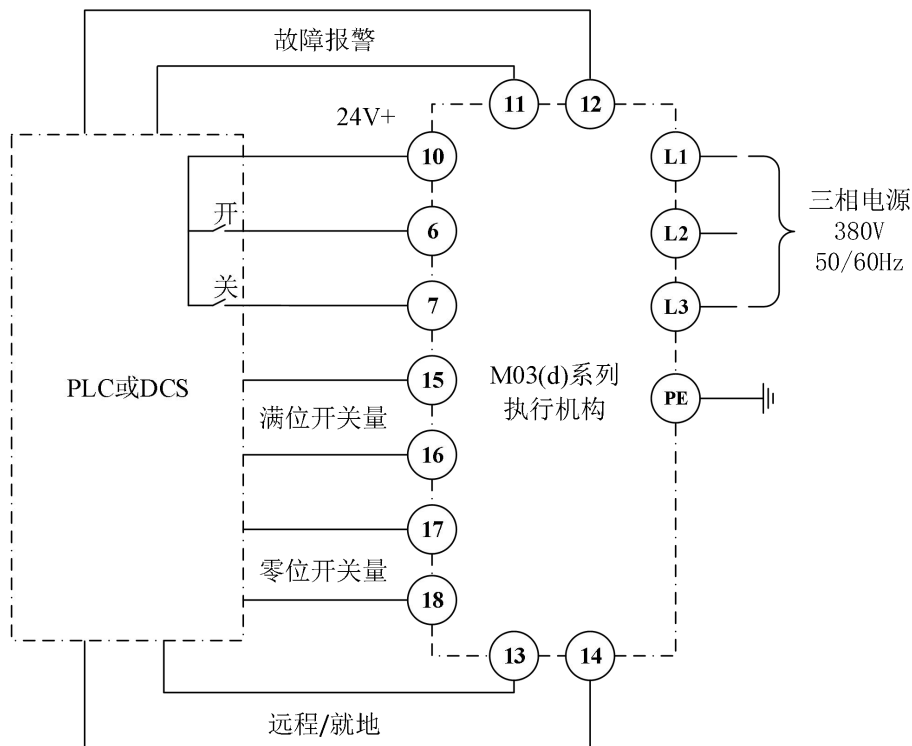 故障报警
11
12
24V+
10
L1
开
6
L2
三相电源
380V
50/60Hz
关
7
L3
PLC或DCS
15
M03(d)系列
执行机构
PE
满位开关量
16
17
零位开关量
18
13
14
远程/就地